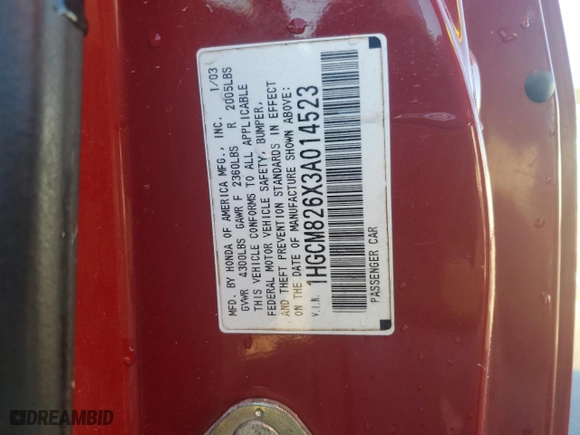 MFD. BY HONDA OF AMERICA MFG., INC. 1/03
GVWR 4300LBS GAWR F 2360LBS R 2005LBS
THIS VEHICLE CONFORMS TO ALL APPLICABLE
FEDERAL MOTOR VEHICLE SAFETY, BUMPER,
AND THEFT PREVENTION STANDARDS IN EFFECT
ON THE DATE OF MANUFACTURE SHOWN ABOVE:
V.I.N. 1HGCM826X3A014523
PASSENGER CAR
DREAMBID